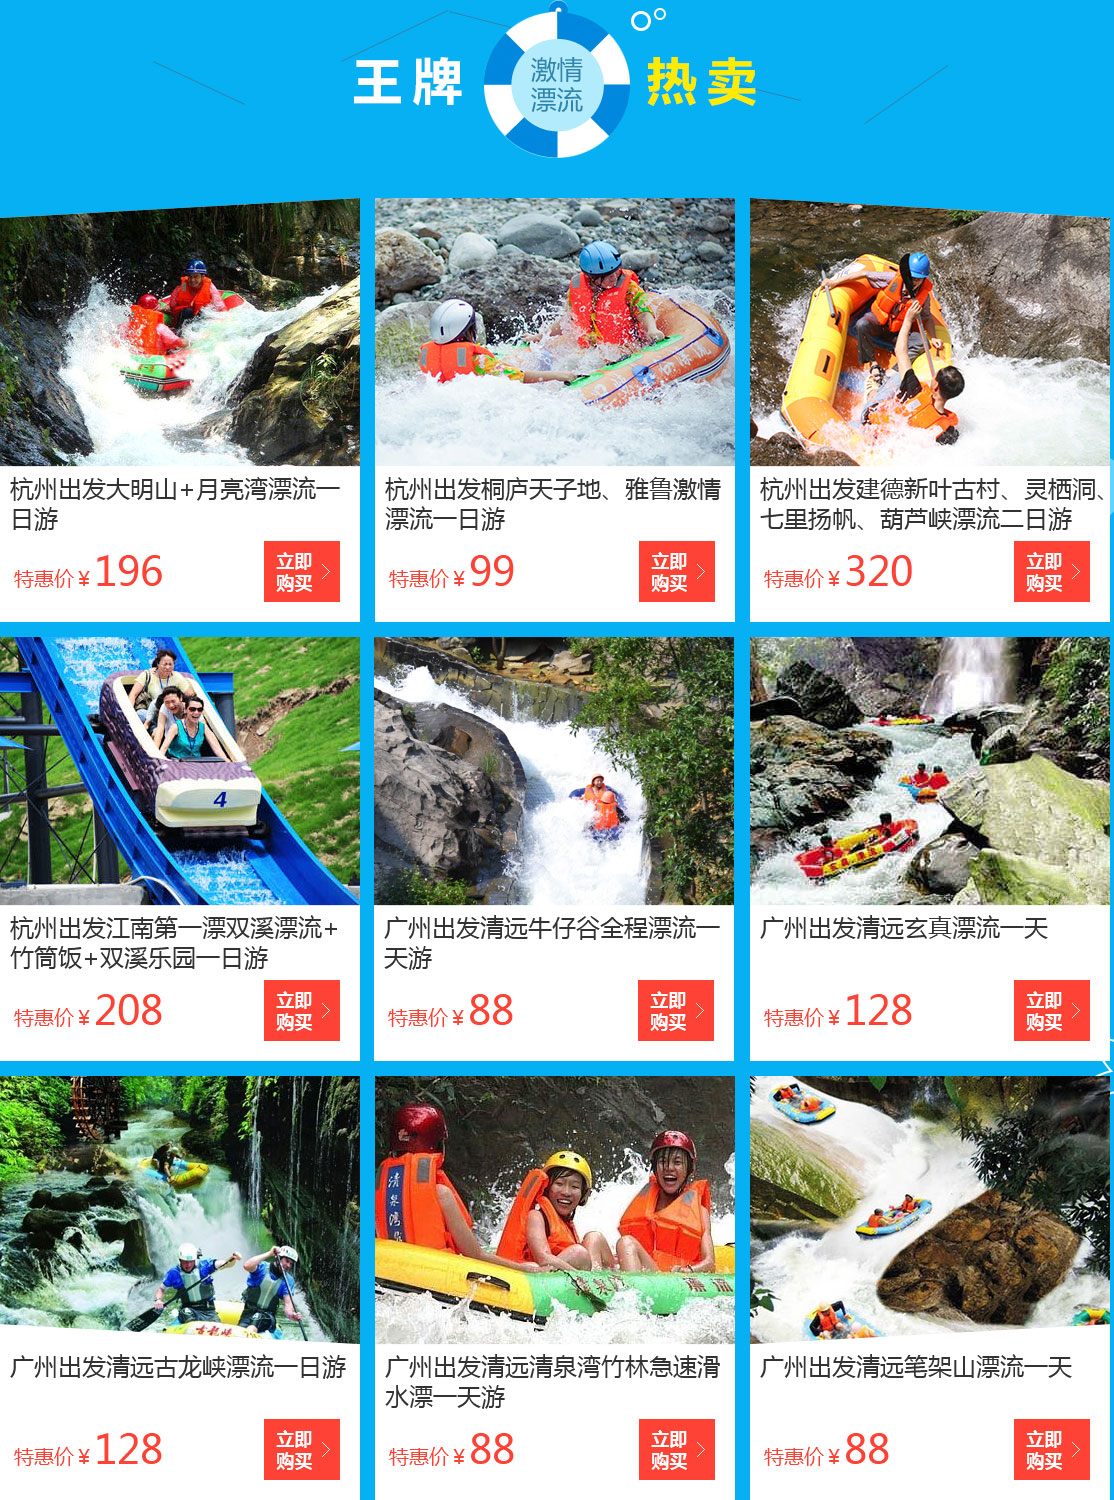 王牌
激情
漂流
热卖
杭州出发大明山+月亮湾漂流一
日游
特惠价¥196
立即
购买
杭州出发桐庐天子地、雅鲁激情
漂流一日游
特惠价¥99
立即
购买
杭州出发建德新叶古村、灵栖洞、
七里扬帆、葫芦峡漂流二日游
特惠价¥320
立即
购买
4
杭州出发江南第一漂双溪漂流+
竹筒饭+双溪乐园一日游
特惠价¥208
立即
购买
广州出发清远牛仔谷全程漂流一
天游
特惠价¥88
立即
购买
广州出发清远玄真漂流一天
特惠价¥128
立即
购买
广州出发清远古龙峡漂流一日游
特惠价¥128
立即
购买
清泉湾
广州出发清远清泉湾竹林急速滑
水漂一天游
特惠价¥88
立即
购买
广州出发清远笔架山漂流一天
特惠价¥88
立即
购买